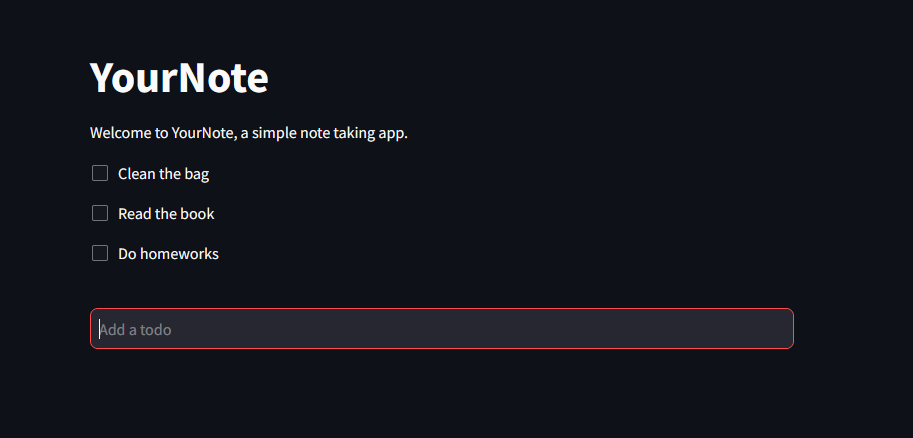 YourNote
Welcome to YourNote, a simple note taking app.
Clean the bag
Read the book
Do homeworks
Add a todo